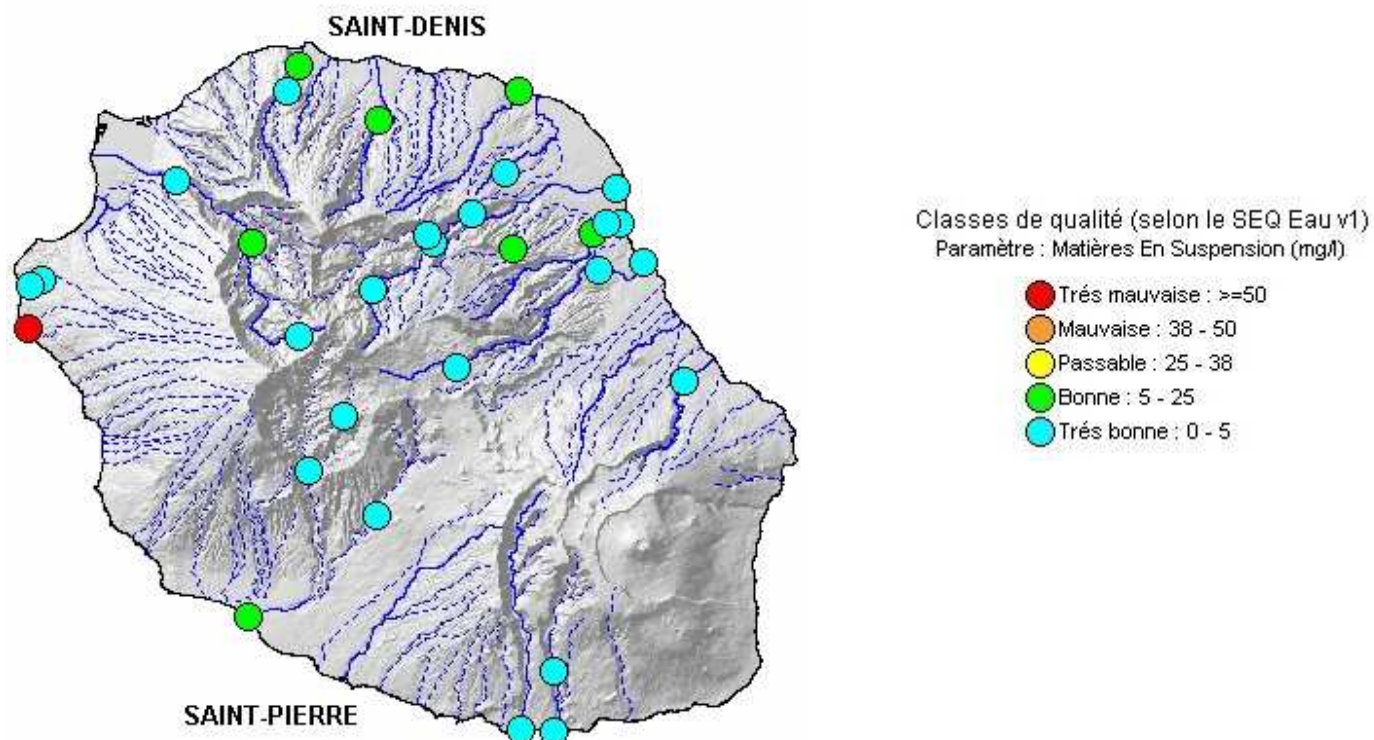 SAINT-DENIS
SAINT-PIERRE
Classes de qualité (selon le SEQ Eau v1)
Paramètre : Matières En Suspension (mg/l)
Trés mauvaise : >=50
Mauvaise : 38 - 50
Passable : 25 - 38
Bonne : 5 - 25
Trés bonne : 0 - 5